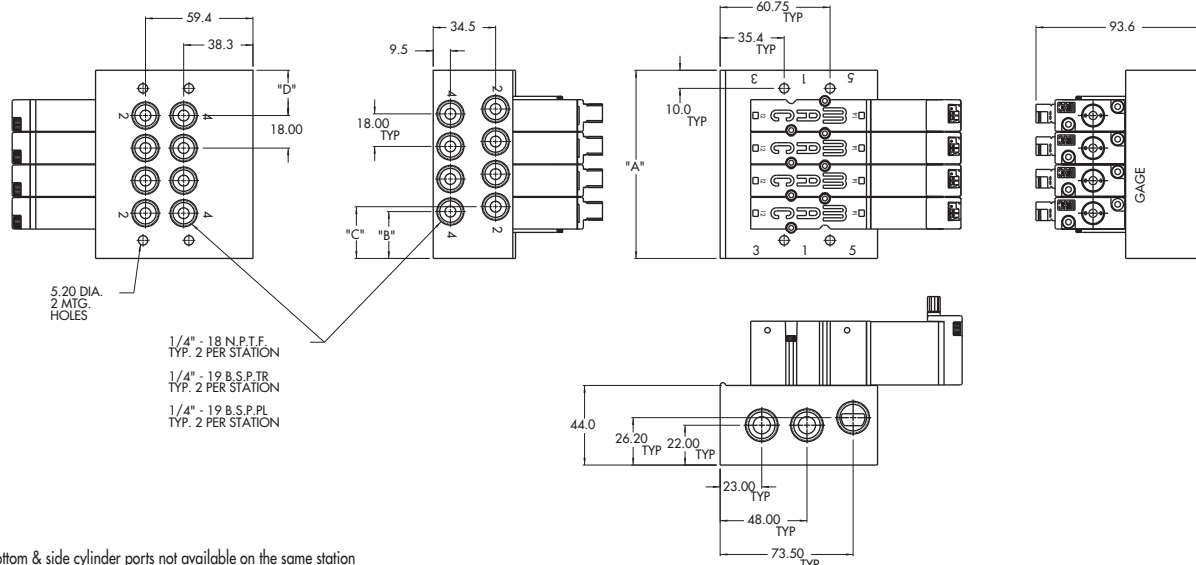 59.4
38.3
"D"
18.00
2
4
2
4
5.20 DIA.
2 MTG.
HOLES
1/4" - 18 N.P.T.F.
TYP. 2 PER STATION
1/4" - 19 B.S.P.TR
TYP. 2 PER STATION
1/4" - 19 B.S.P.PL
TYP. 2 PER STATION
34.5
9.5
18.00
TYP
4
2
"C"
"B"
4
2
60.75
TYP
35.4
TYP
10.0
TYP
"A"
3 1 5
3 1 5
93.6
GAGE
44.0
26.20
TYP
22.00
TYP
23.00
TYP
48.00
TYP
73.50
TYP
ottom & side cylinder ports not available on the same station